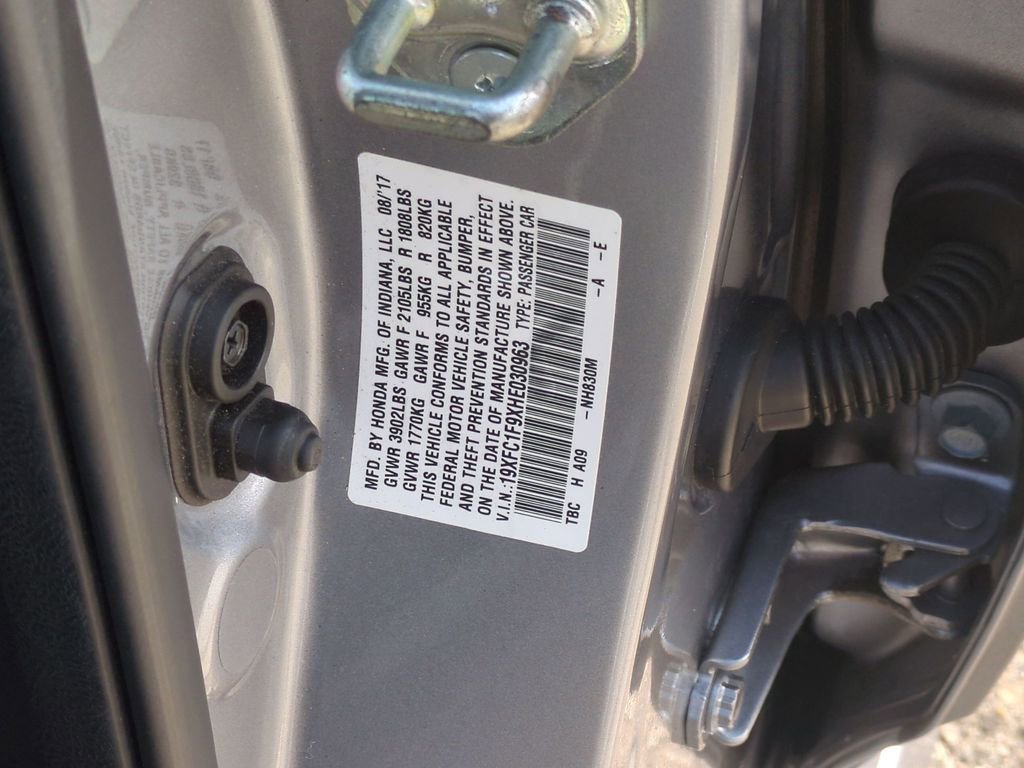 MFD. BY HONDA MFG. OF INDIANA, LLC 08/'17
GVWR 3902LBS GAWR F 2105LBS R 1808LBS
GVWR 1770KG GAWR F 955KG R 820KG
THIS VEHICLE CONFORMS TO ALL APPLICABLE
FEDERAL MOTOR VEHICLE SAFETY, BUMPER,
AND THEFT PREVENTION STANDARDS IN EFFECT
ON THE DATE OF MANUFACTURE SHOWN ABOVE.
V.I.N.:19XFC1F9XHE030963 TYPE: PASSENGER CAR
TBC H A09 -NH830M -A -E